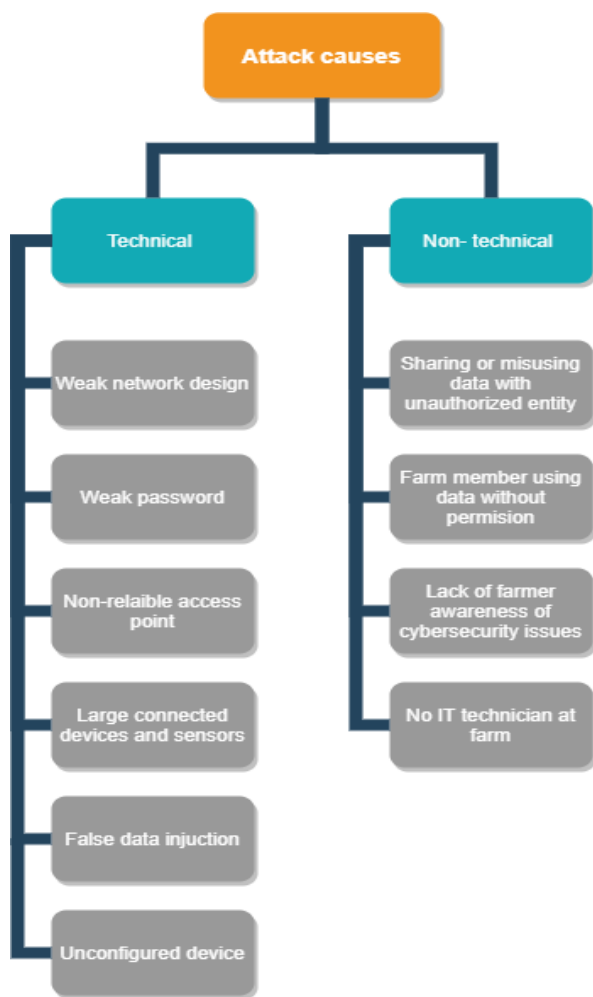 Attack causes
Technical
Weak network design
Weak password
Non-relaible access
point
Large connected
devices and sensors
False data injuction
Unconfigured device
Non- technical
Sharing or misusing
data with
unauthorized entity
Farm member using
data without
permision
Lack of farmer
awareness of
cybersecurity issues
No IT technician at
farm